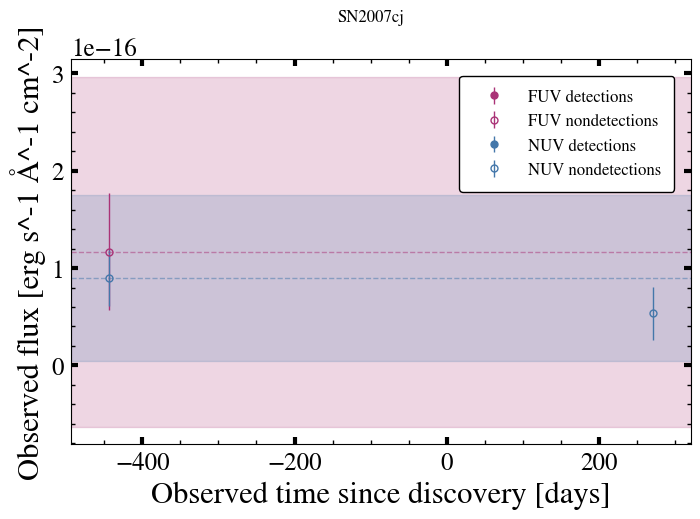 SN2007cj
1e−16
Observed flux [erg s^-1 Å^-1 cm^-2]
3
2
1
0
FUV detections
FUV nondetections
NUV detections
NUV nondetections
−400
−200
0
200
Observed time since discovery [days]